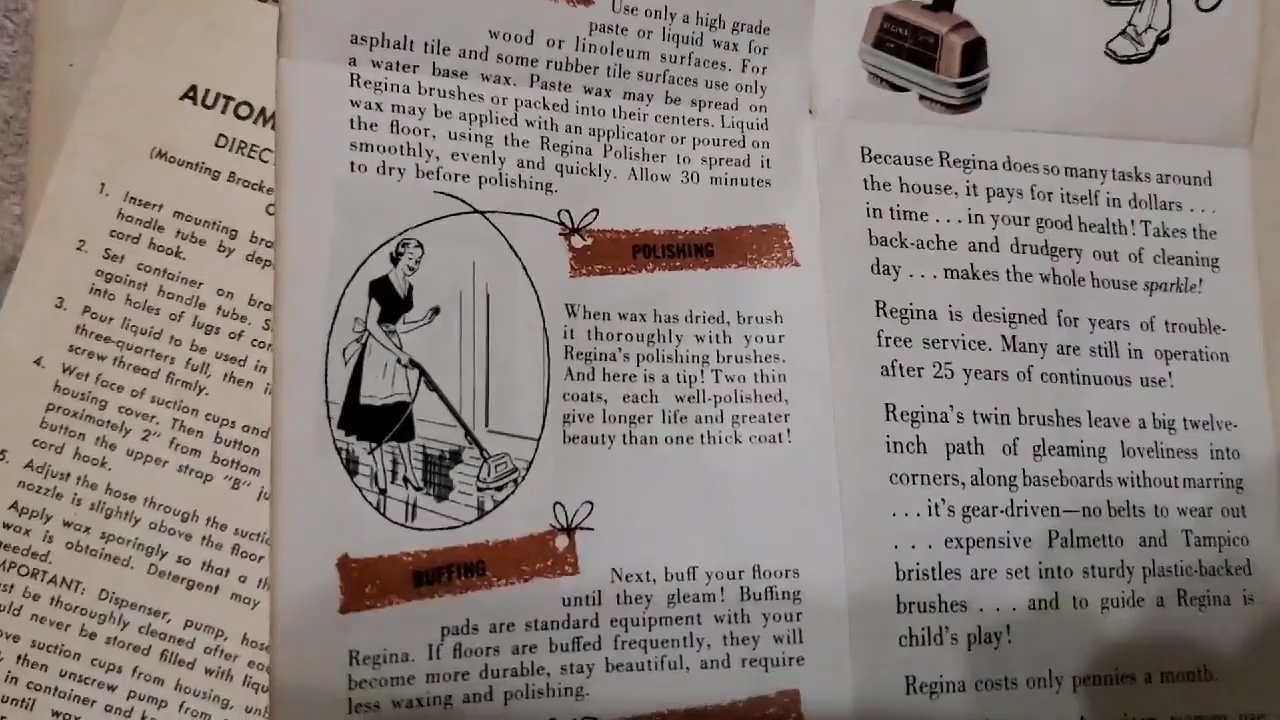 AUTOM
DIREC
(Mounting Bracke
1. Insert mounting bra
handle tube by dep
cord hook.
2. Set container on bra
against handle tube. S
into holes of lugs of con
3. Pour liquid to be used in
three-quarters full, then i
screw thread firmly.
4. Wet face of suction cups and
housing cover. Then button
proximately 2" from bottom
button the upper strap "B" ju
cord hook.
5. Adjust the hose through the suctio
nozzle is slightly above the floor
Apply wax sparingly so that a th
wax is obtained. Detergent may
needed.
MPORTANT: Dispenser, pump, hose
st be thoroughly cleaned after eac
uld never be stored filled with liqu
ve suction cups from housing, uns
, then unscrew pump from
in container and k
until wax
Use only a high grade
paste or liquid wax for
wood or linoleum surfaces. For
asphalt tile and some rubber tile surfaces use only
a water base wax. Paste wax may be spread on
Regina brushes or packed into their centers. Liquid
wax may be applied with an applicator or poured on
the floor, using the Regina Polisher to spread it
smoothly, evenly and quickly. Allow 30 minutes
to dry before polishing.
POLISHING
When wax has dried, brush
it thoroughly with your
Regina's polishing brushes.
And here is a tip! Two thin
coats, each well-polished,
give longer life and greater
beauty than one thick coat!
BUFFING
Next, buff your floors
until they gleam! Buffing
pads are standard equipment with your
Regina. If floors are buffed frequently, they will
become more durable, stay beautiful, and require
less waxing and polishing.
REGINA
Because Regina does so many tasks around
the house, it pays for itself in dollars . . .
in time . . . in your good health! Takes the
back-ache and drudgery out of cleaning
day . . . makes the whole house sparkle!
Regina is designed for years of trouble-
free service. Many are still in operation
after 25 years of continuous use!
Regina's twin brushes leave a big twelve-
inch path of gleaming loveliness into
corners, along baseboards without marring
. . . it's gear-driven—no belts to wear out
. . . expensive Palmetto and Tampico
bristles are set into sturdy plastic-backed
brushes . . . and to guide a Regina is
child's play!
Regina costs only pennies a month.